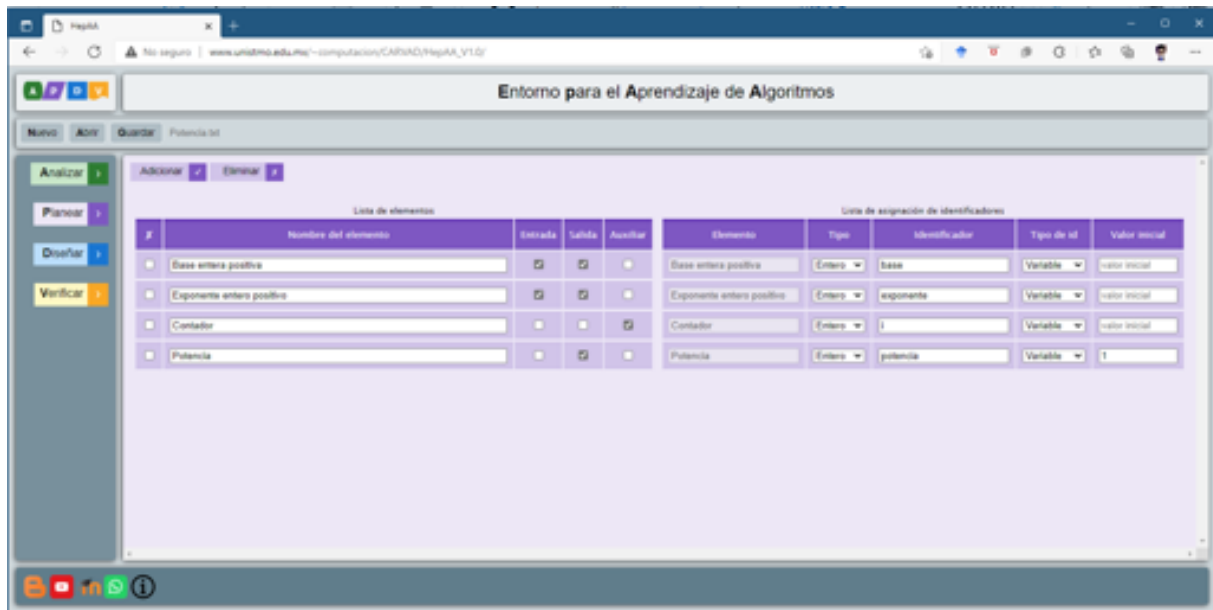 HepAA
No seguro | www.unistmo.edu.mx/~computacion/CARVAD/HepAA_V1.0/
A P D V
Entorno para el Aprendizaje de Algoritmos
Nuevo Abrir Guardar Potencia.txt
Analizar
Planear
Diseñar
Verificar
Adicionar ✓ Eliminar ✗
Lista de elementos
✗ Nombre del elemento Entrada Salida Auxiliar
Base entera positiva
Exponente entero positivo
Contador
Potencia
Lista de asignación de identificadores
Elemento Tipo Identificador Tipo de id Valor inicial
Base entera positiva Entero base Variable valor inicial
Exponente entero positivo Entero exponente Variable valor inicial
Contador Entero i Variable valor inicial
Potencia Entero potencia Variable 1